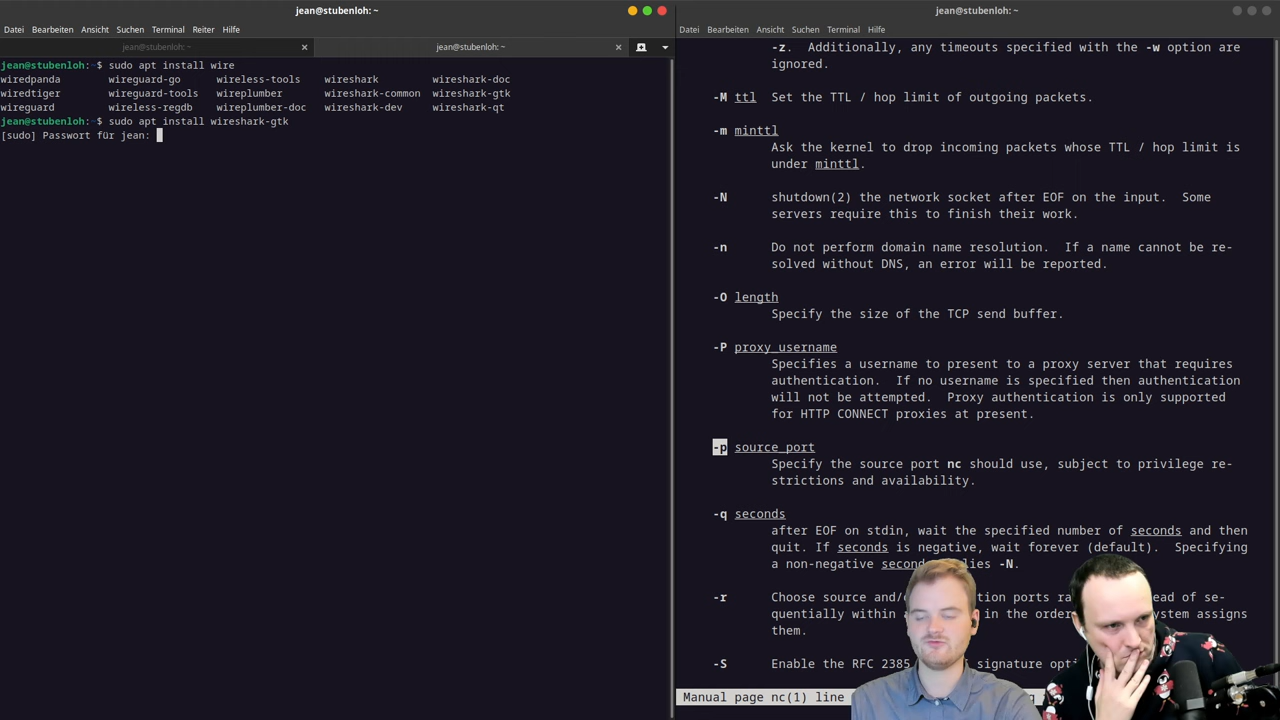 jean@stubenloh: ~
Datei Bearbeiten Ansicht Suchen Terminal Reiter Hilfe
jean@stubenloh: ~ jean@stubenloh: ~
jean@stubenloh:~$ sudo apt install wire
wiredpanda wireguard-go wireless-tools wireshark wireshark-doc
wiredtiger wireguard-tools wireplumber wireshark-common wireshark-gtk
wireguard wireless-regdb wireplumber-doc wireshark-dev wireshark-qt
jean@stubenloh:~$ sudo apt install wireshark-gtk
[sudo] Passwort für jean:
jean@stubenloh: ~
Datei Bearbeiten Ansicht Suchen Terminal Hilfe
-z. Additionally, any timeouts specified with the -w option are
ignored.
-M ttl Set the TTL / hop limit of outgoing packets.
-m minttl
Ask the kernel to drop incoming packets whose TTL / hop limit is
under minttl.
-N shutdown(2) the network socket after EOF on the input. Some
servers require this to finish their work.
-n Do not perform domain name resolution. If a name cannot be re-
solved without DNS, an error will be reported.
-O length
Specify the size of the TCP send buffer.
-P proxy_username
Specifies a username to present to a proxy server that requires
authentication. If no username is specified then authentication
will not be attempted. Proxy authentication is only supported
for HTTP CONNECT proxies at present.
-p source_port
Specify the source port nc should use, subject to privilege re-
strictions and availability.
-q seconds
after EOF on stdin, wait the specified number of seconds and then
quit. If seconds is negative, wait forever (default). Specifying
a non-negative -N.
-r Choose source ports of se-
quentially within in the order assigns
them.
-S Enable the RFC 2385 signature
Manual page nc(1) line